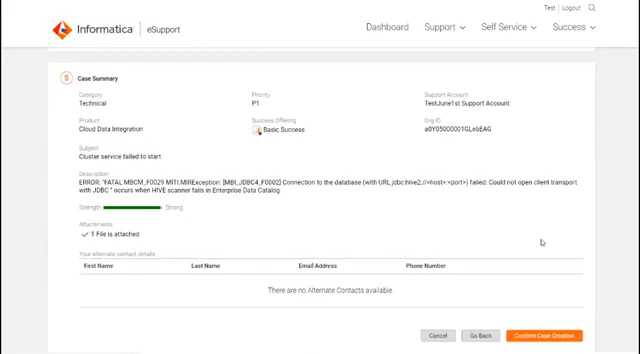 Test Logout
Informatica eSupport Dashboard Support Self Service Success
5 Case Summary
Category Priority Support Account
Technical P1 TestJune1st Support Account
Product Success Offering Org ID
Cloud Data Integration Basic Success a0Y05000001GLebEAG
Subject
Cluster service failed to start
Description
ERROR: "FATAL MBCM_F0029 MITI.MIRException: [MBI_JDBC4_F0002] Connection to the database (with URL jdbc:hive2://<host>:<port>) failed: Could not open client transport
with JDBC " occurs when HIVE scanner fails in Enterprise Data Catalog
Strength Strong
Attachments
1 File is attached
Your alternate contact details
First Name Last Name Email Address Phone Number
There are no Alternate Contacts available.
Cancel Go Back Confirm Case Creation